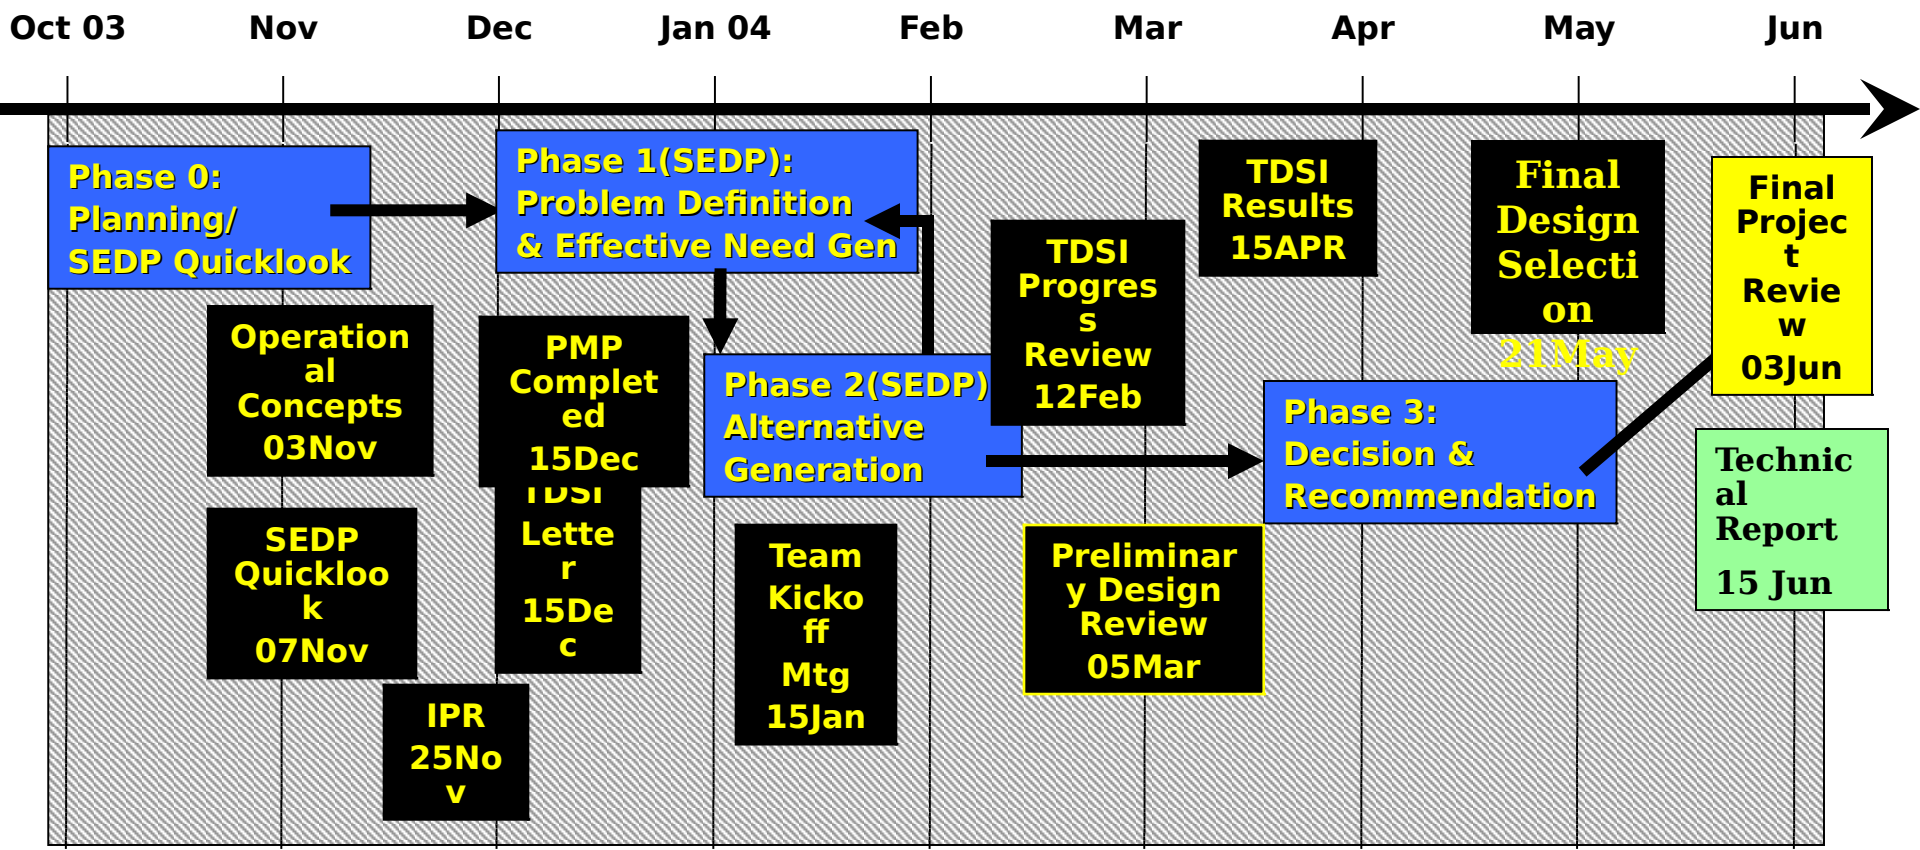 Oct 03 Nov Dec Jan 04 Feb Mar Apr May Jun
Phase 0:
Planning/
SEDP Quicklook
Phase 1(SEDP):
Problem Definition
& Effective Need Gen
Operation
al
Concepts
03Nov
SEDP
Quickloo
k
07Nov
IPR
25No
v
PMP
Complet
ed
15Dec
TDSI
Lette
r
15De
c
Phase 2(SEDP)
Alternative
Generation
Team
Kicko
ff
Mtg
15Jan
TDSI
Progres
s
Review
12Feb
Preliminar
y Design
Review
05Mar
TDSI
Results
15APR
Phase 3:
Decision &
Recommendation
Final
Design
Selecti
on
21May
Final
Projec
t
Revie
w
03Jun
Technic
al
Report
15 Jun